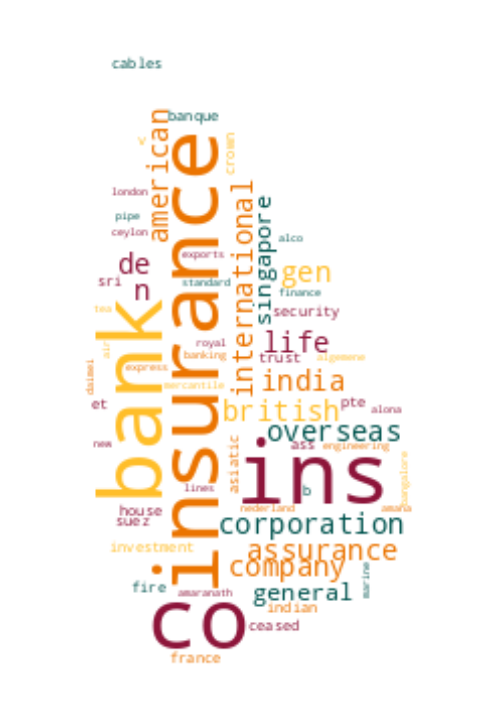 cables
american
banque
v
insurance
crown
london
international
pipe
singapore
ceylon
alco
exports
de
gen
sri
standard
n
finance
bank
tea
security
royal
life
air
banking
trust
algemene
daimei
express
india
mercantile
british
pte
et
alona
overseas
new
asiatic
ass
engineering
ins
bangalore
lines
b
house
nederland
amana
suez
corporation
investment
assurance
company
marine
fire
general
amaranath
indian
co
ceased
france